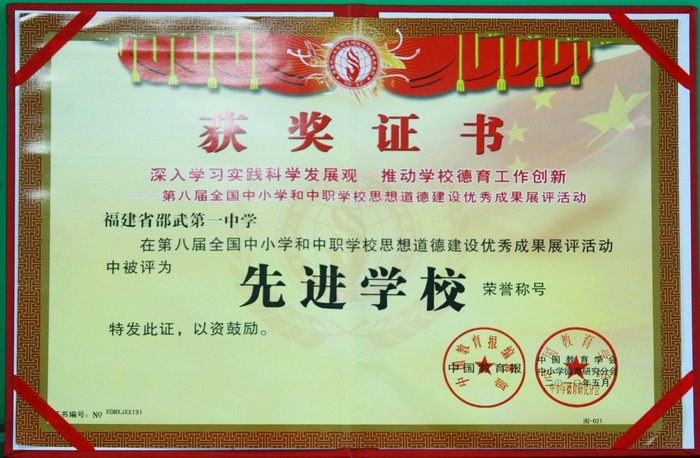 获奖证书
深入学习实践科学发展观 推动学校德育工作创新
——第八届全国中小学和中职学校思想道德建设优秀成果展评活动
福建省邵武第一中学
在第八届全国中小学和中职学校思想道德建设优秀成果展评活动
中被评为
先进学校 荣誉称号
特发此证，以资鼓励。
中国教育报
中国教育学会
中小学德育研究分会
二〇一〇年五月
证书编号：№ XGMXJXX191
闽-021